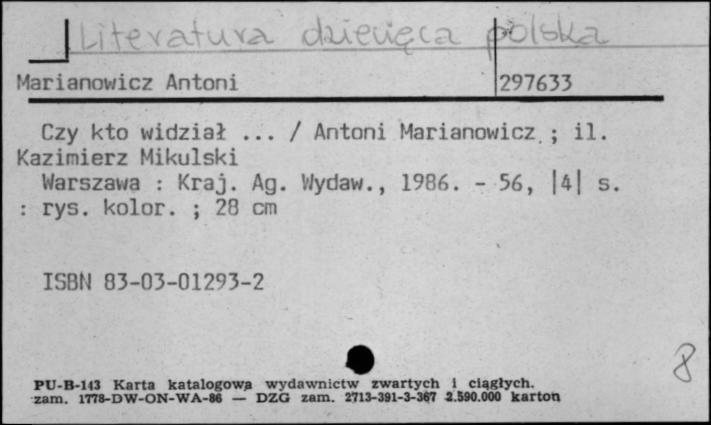 Literatura dziecięca polska
Marianowicz Antoni 297633
Czy kto widział ... / Antoni Marianowicz ; il.
Kazimierz Mikulski
Warszawa : Kraj. Ag. Wydaw., 1986. - 56, |4| s.
: rys. kolor. ; 28 cm
ISBN 83-03-01293-2
8
PU-B-143 Karta katalogowa wydawnictw zwartych i ciągłych.
zam. 1778-DW-ON-WA-86 — DZG zam. 2713-391-3-367 2.590.000 karton